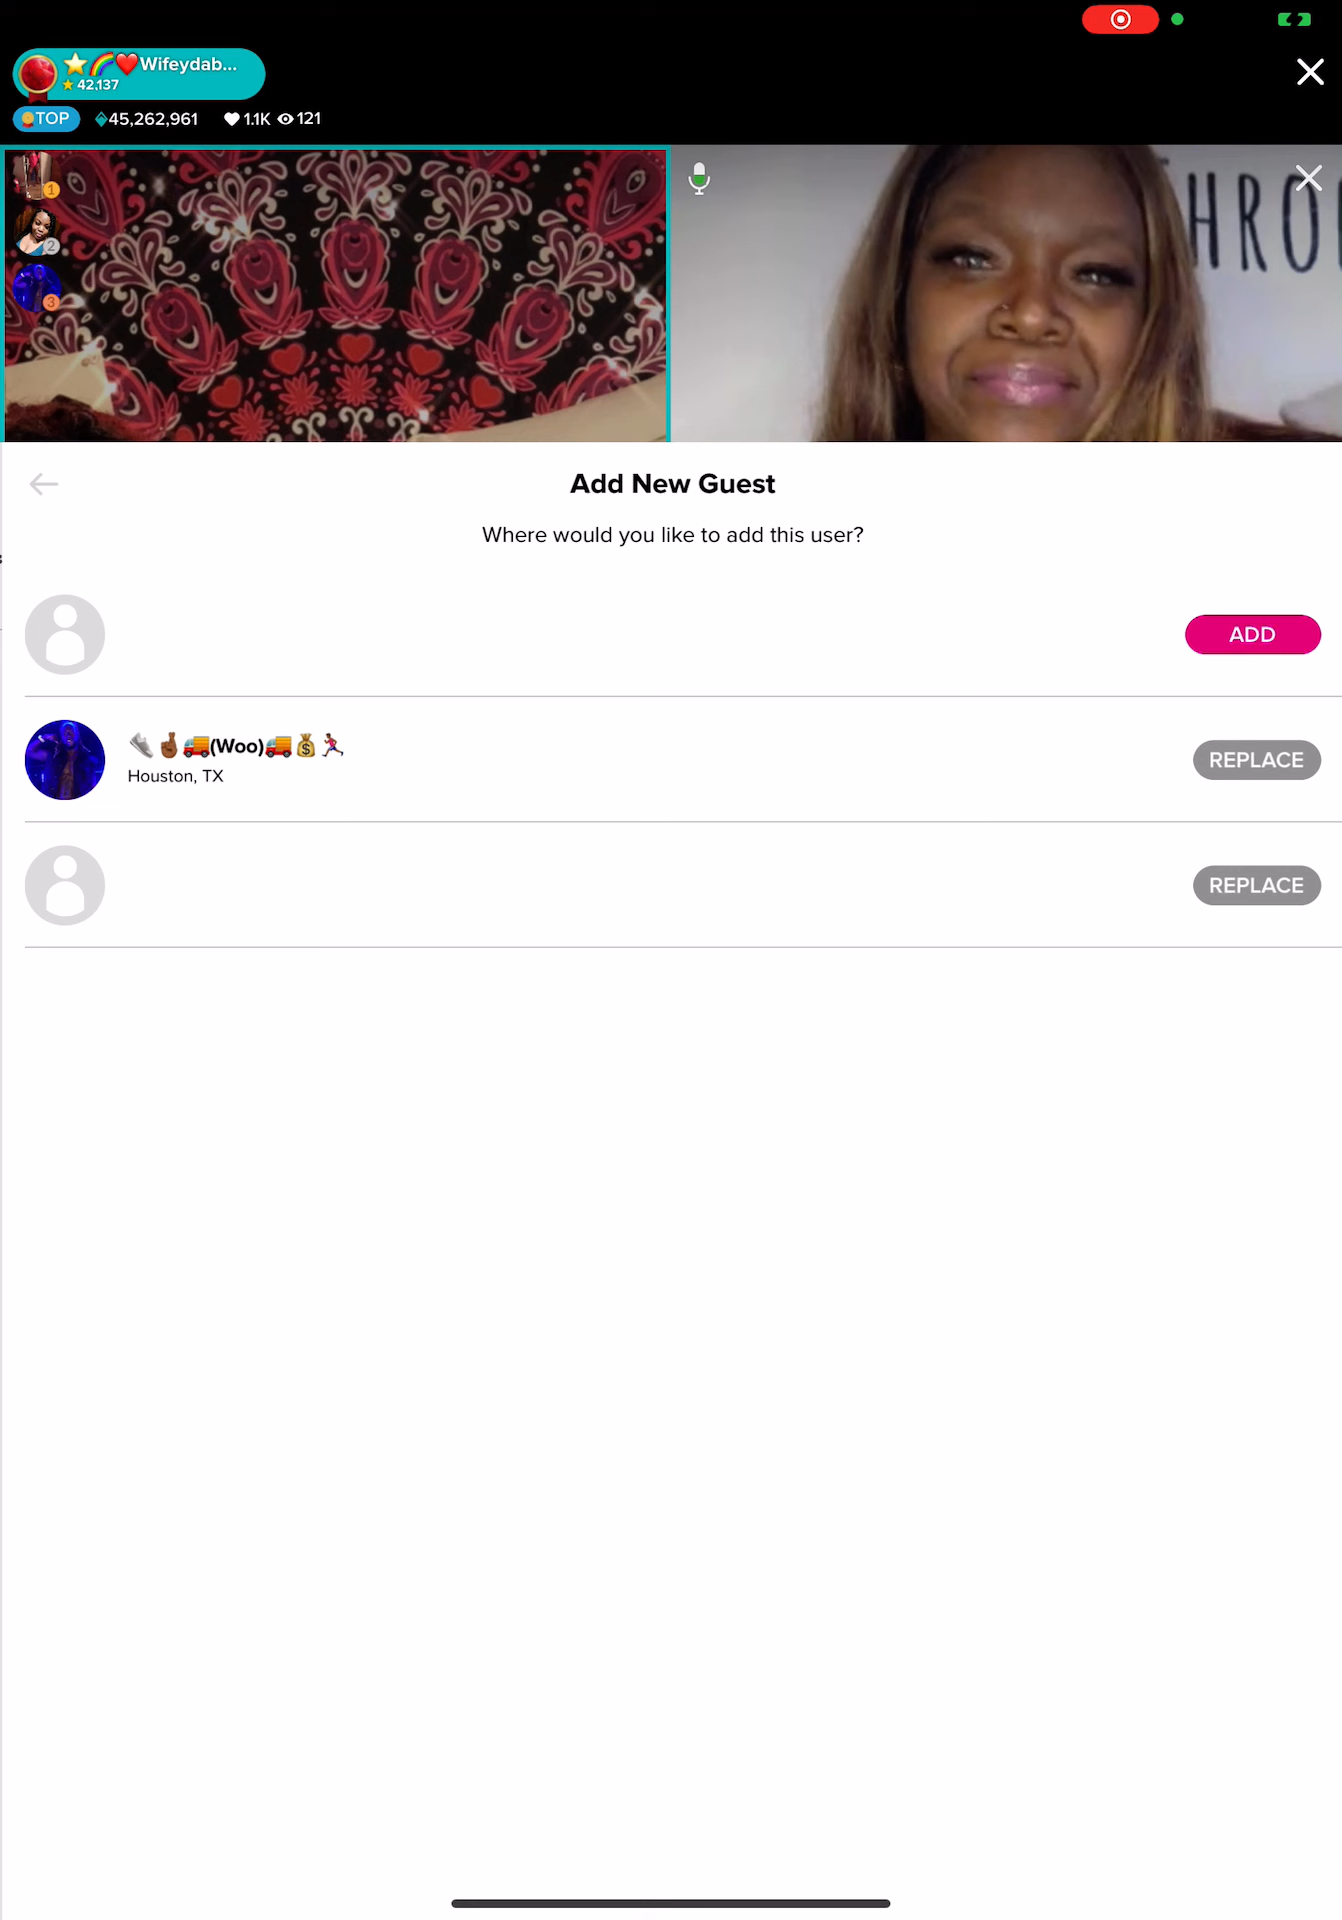 ⭐🌈❤️Wifeydab...
⭐ 42,137
TOP 45,262,961 1.1K 121
HRO
Add New Guest
Where would you like to add this user?
ADD
👟🤞🏾🚚(Woo)🚚💰🏃🏾
Houston, TX
REPLACE
REPLACE